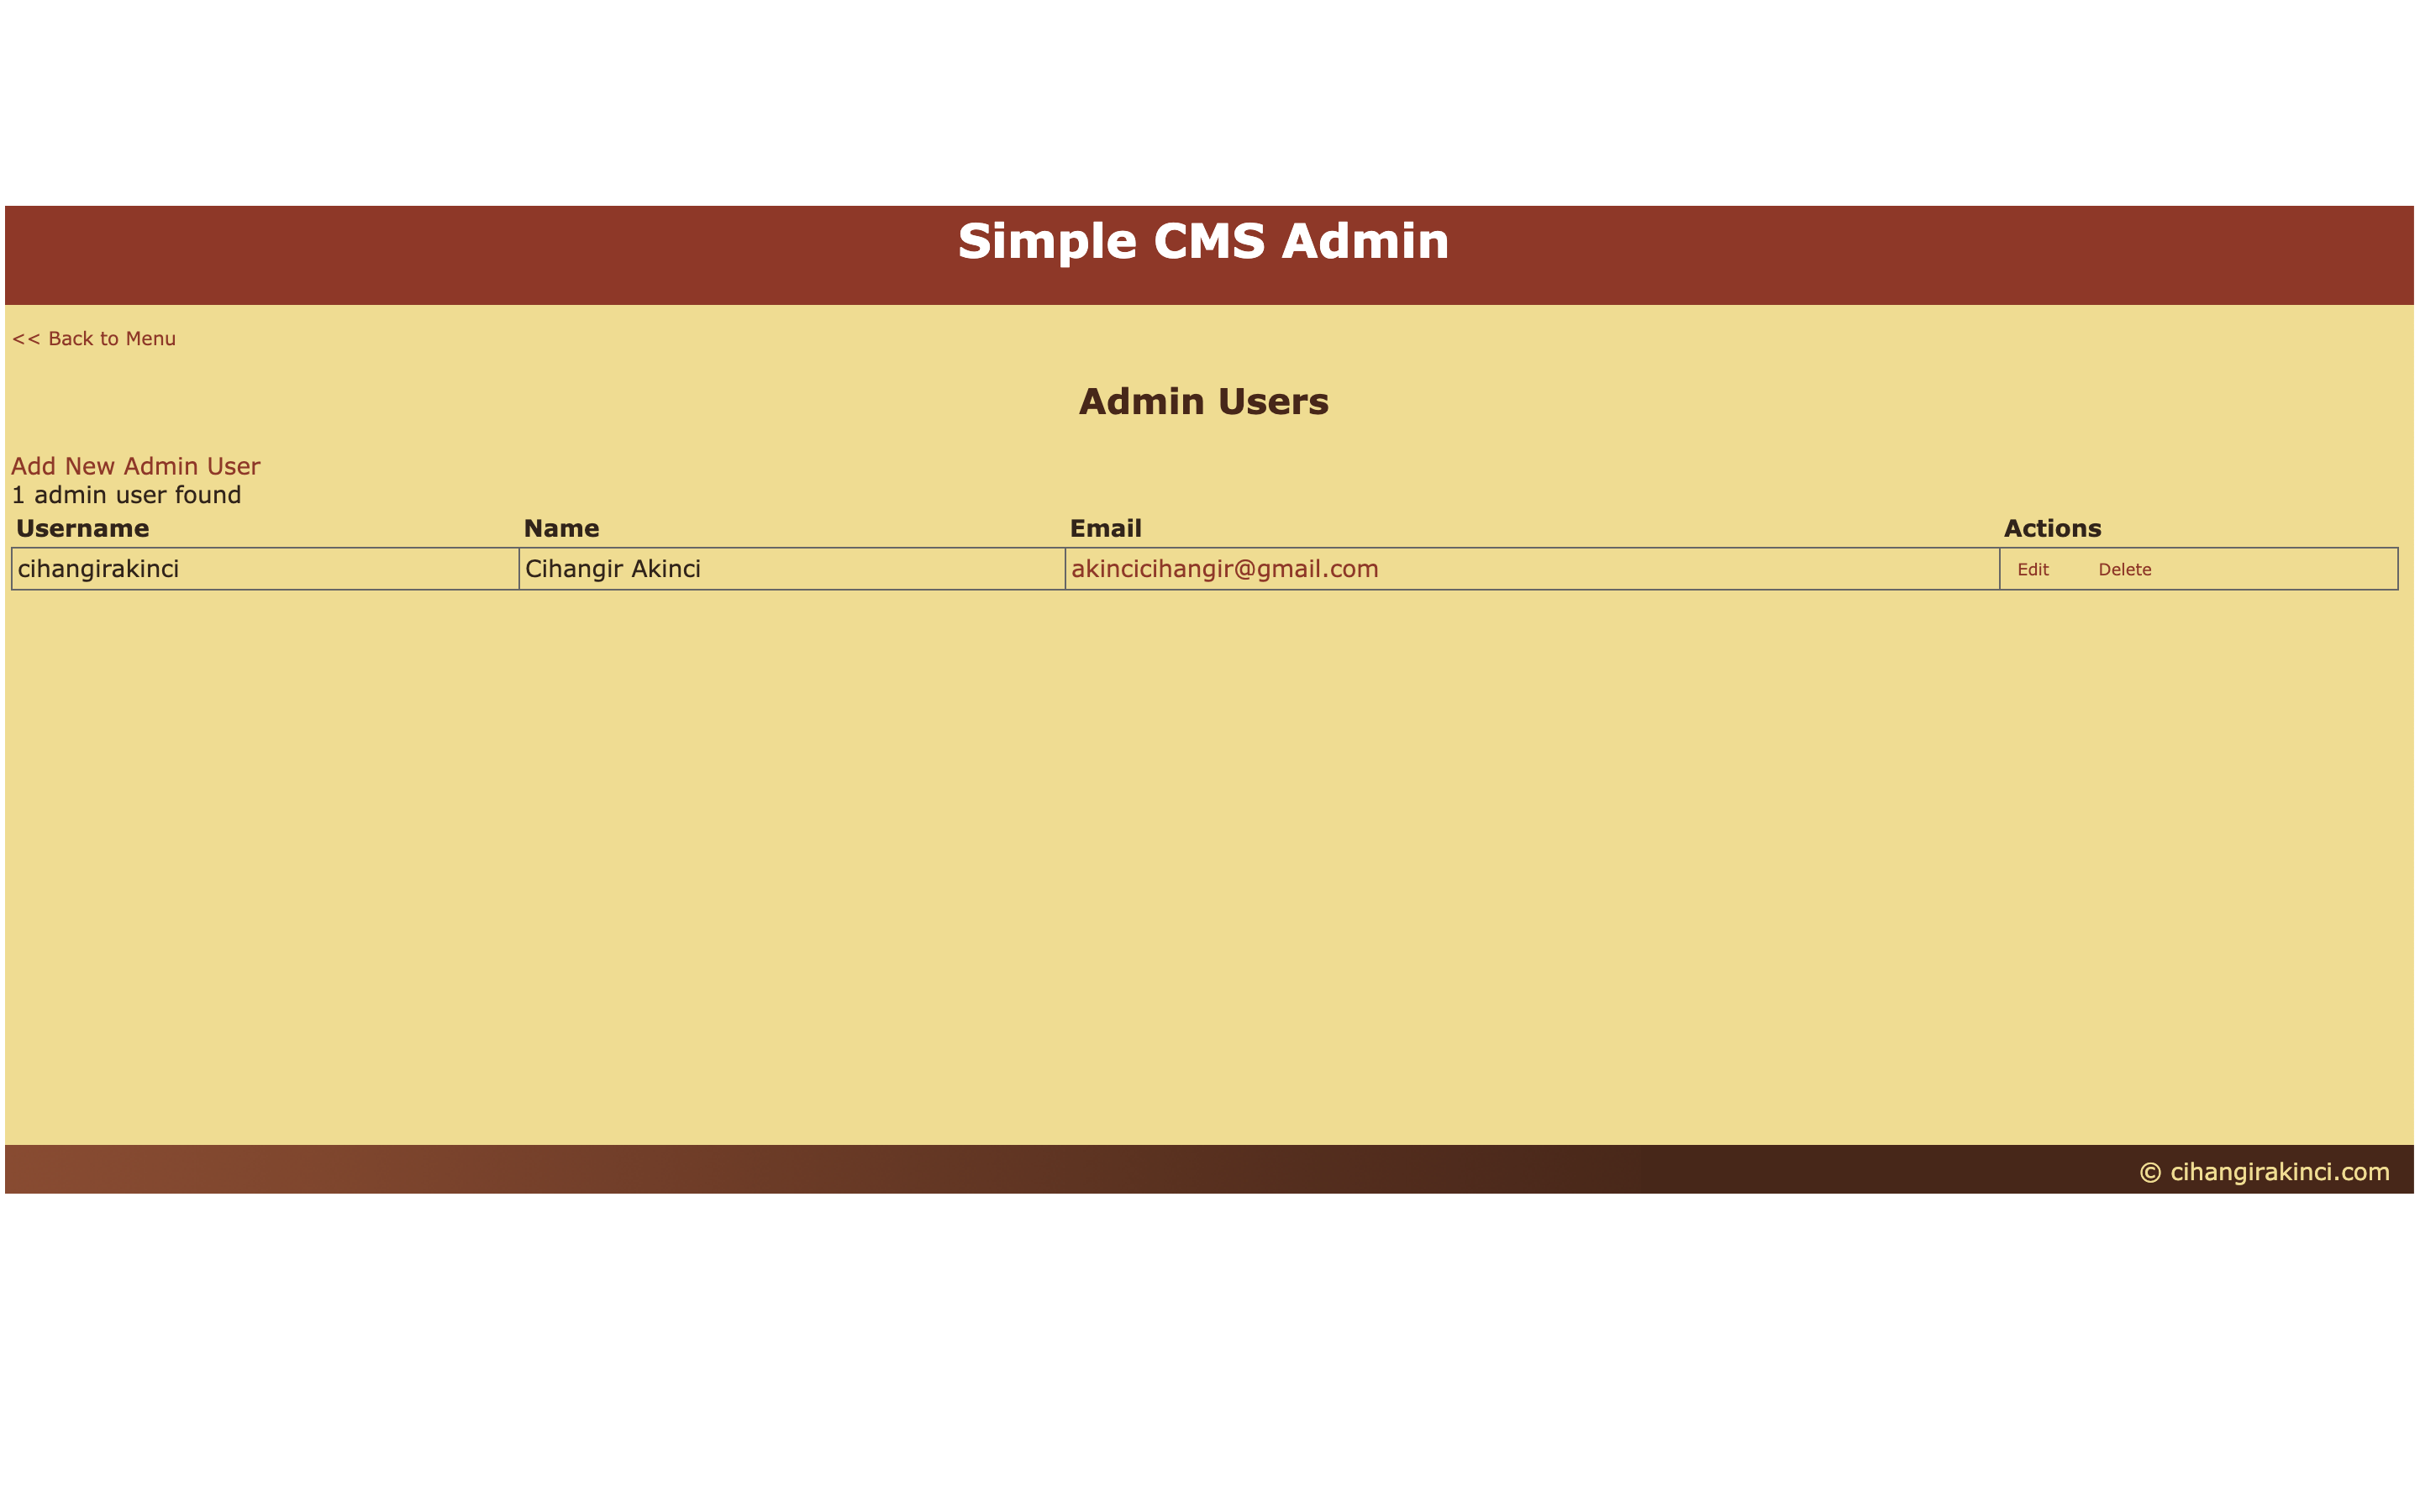 Simple CMS Admin
<< Back to Menu
Admin Users
Add New Admin User
1 admin user found
Username Name Email Actions
cihangirakinci Cihangir Akinci akincicihangir@gmail.com Edit Delete
© cihangirakinci.com